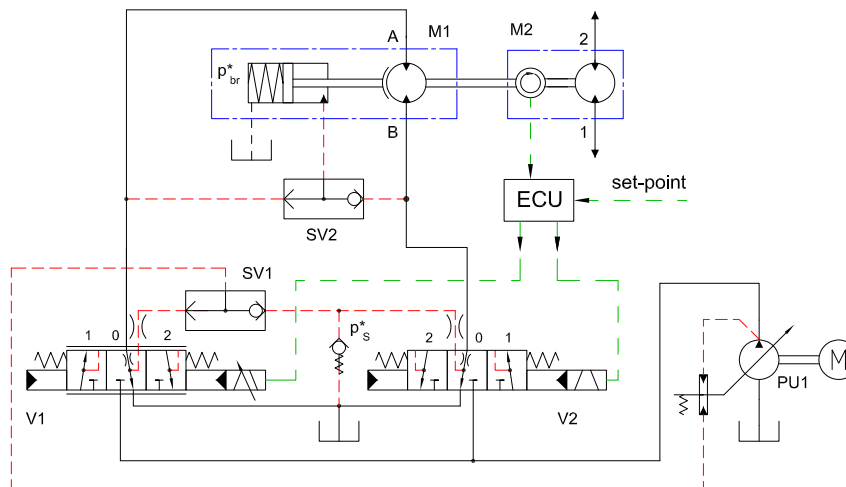 A M1 M2 2
p*br
B 1
ECU set-point
SV2
SV1
1 0 2 p*S 2 0 1
M
PU1
V1 V2